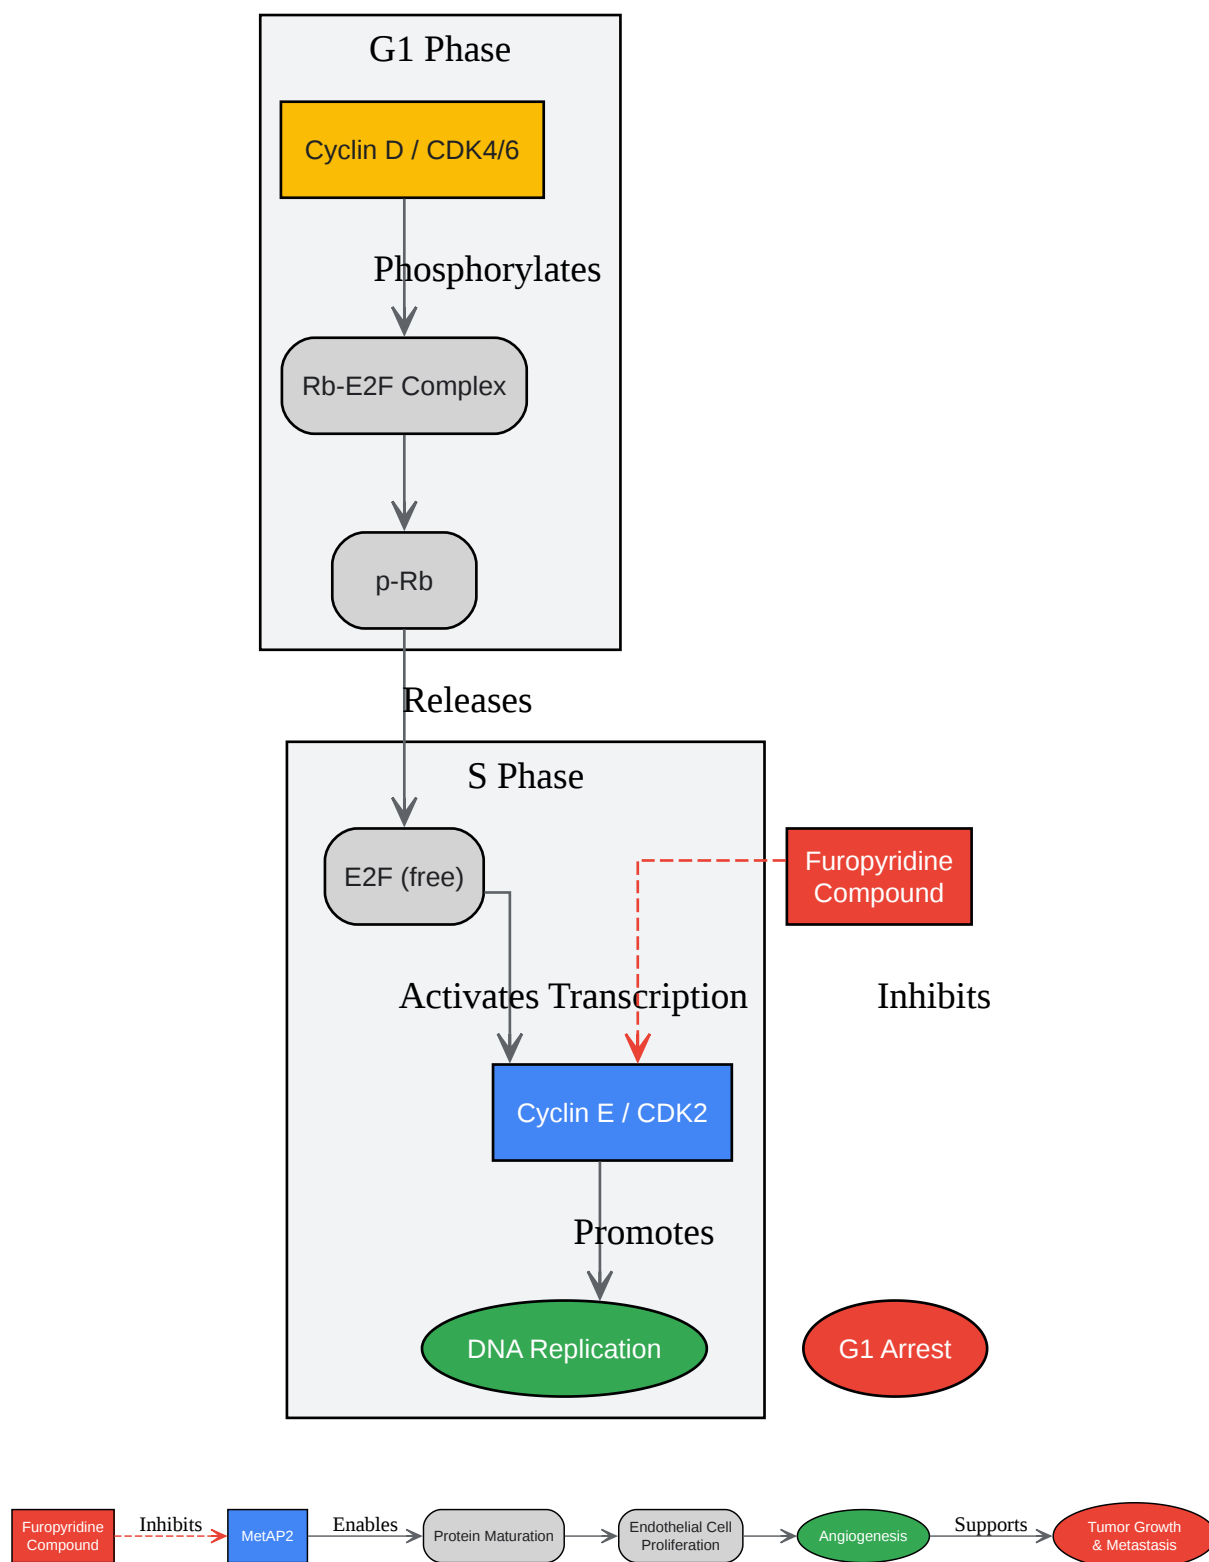 G1 Phase
Cyclin D / CDK4/6
Phosphorylates
Rb-E2F Complex
p-Rb
Releases
S Phase
E2F (free)
Furopyridine
Compound
Activates Transcription
Inhibits
Cyclin E / CDK2
Promotes
DNA Replication
G1 Arrest
Furopyridine
Compound
Inhibits
MetAP2
Enables
Protein Maturation
Endothelial Cell
Proliferation
Angiogenesis
Supports
Tumor Growth
& Metastasis